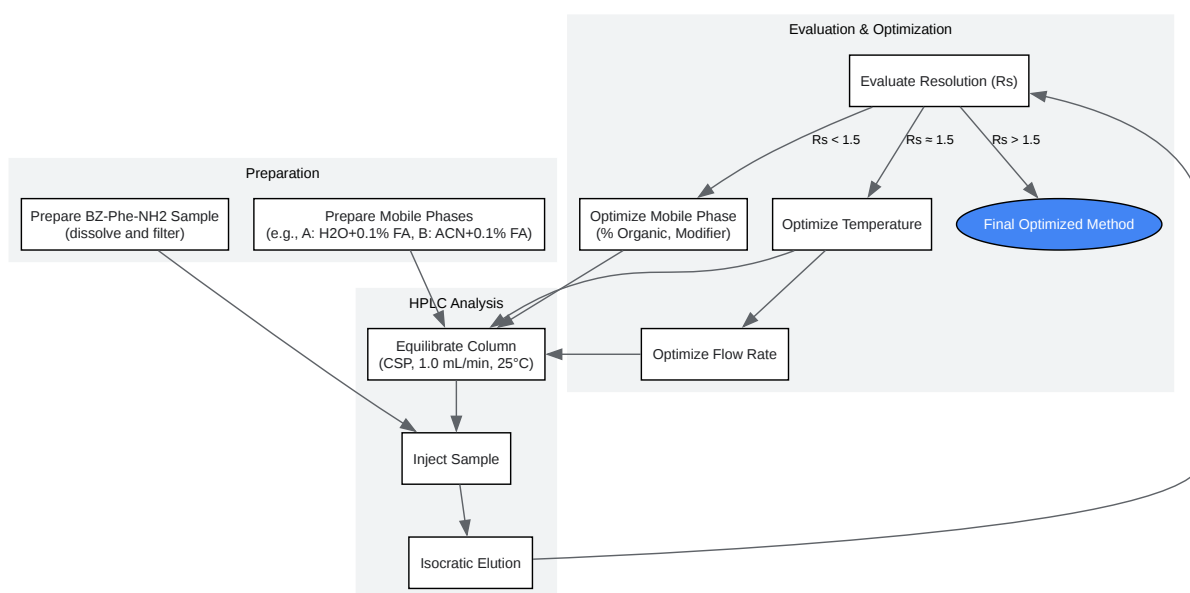 Evaluation & Optimization
Evaluate Resolution (Rs)
Rs < 1.5
Rs ≈ 1.5
Rs > 1.5
Preparation
Prepare BZ-Phe-NH2 Sample
(dissolve and filter)
Prepare Mobile Phases
(e.g., A: H2O+0.1% FA, B: ACN+0.1% FA)
Optimize Mobile Phase
(% Organic, Modifier)
Optimize Temperature
Final Optimized Method
HPLC Analysis
Equilibrate Column
(CSP, 1.0 mL/min, 25°C)
Optimize Flow Rate
Inject Sample
Isocratic Elution